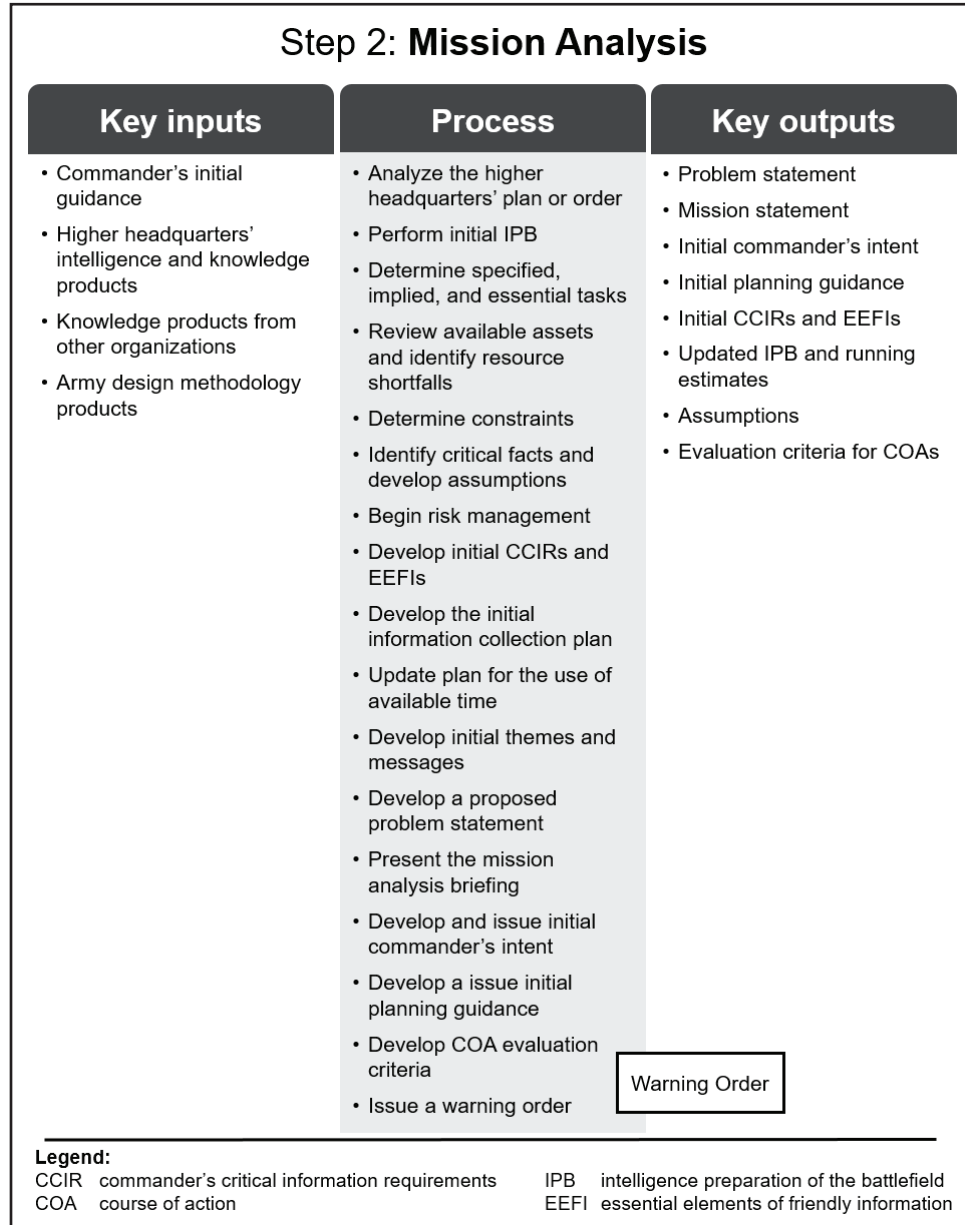 Step 2: Mission Analysis
Key inputs
• Commander’s initial
guidance
• Higher headquarters’
intelligence and knowledge
products
• Knowledge products from
other organizations
• Army design methodology
products
Process
• Analyze the higher
headquarters’ plan or order
• Perform initial IPB
• Determine specified,
implied, and essential tasks
• Review available assets
and identify resource
shortfalls
• Determine constraints
• Identify critical facts and
develop assumptions
• Begin risk management
• Develop initial CCIRs and
EEFIs
• Develop the initial
information collection plan
• Update plan for the use of
available time
• Develop initial themes and
messages
• Develop a proposed
problem statement
• Present the mission
analysis briefing
• Develop and issue initial
commander’s intent
• Develop a issue initial
planning guidance
• Develop COA evaluation
criteria
• Issue a warning order
Key outputs
• Problem statement
• Mission statement
• Initial commander’s intent
• Initial planning guidance
• Initial CCIRs and EEFIs
• Updated IPB and running
estimates
• Assumptions
• Evaluation criteria for COAs
Warning Order
Legend:
CCIR commander’s critical information requirements
COA course of action
IPB intelligence preparation of the battlefield
EEFI essential elements of friendly information